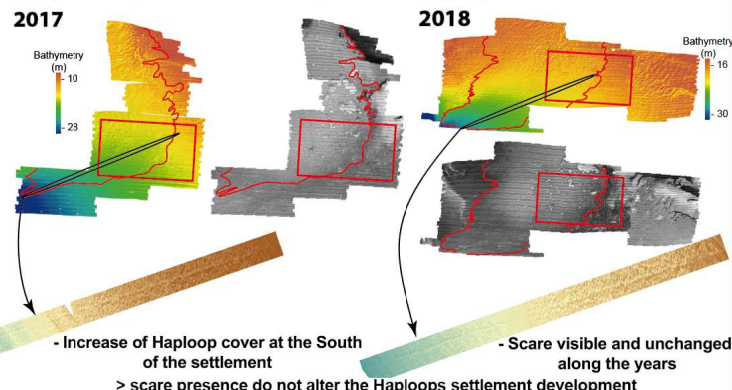 2017
2018
Bathymetry
(m)
- 10
- 23
Bathymetry
(m)
- 16
- 30
- Increase of Haploop cover at the South
of the settlement
- Scare visible and unchanged
along the years
> scare presence do not alter the Haploops settlement development